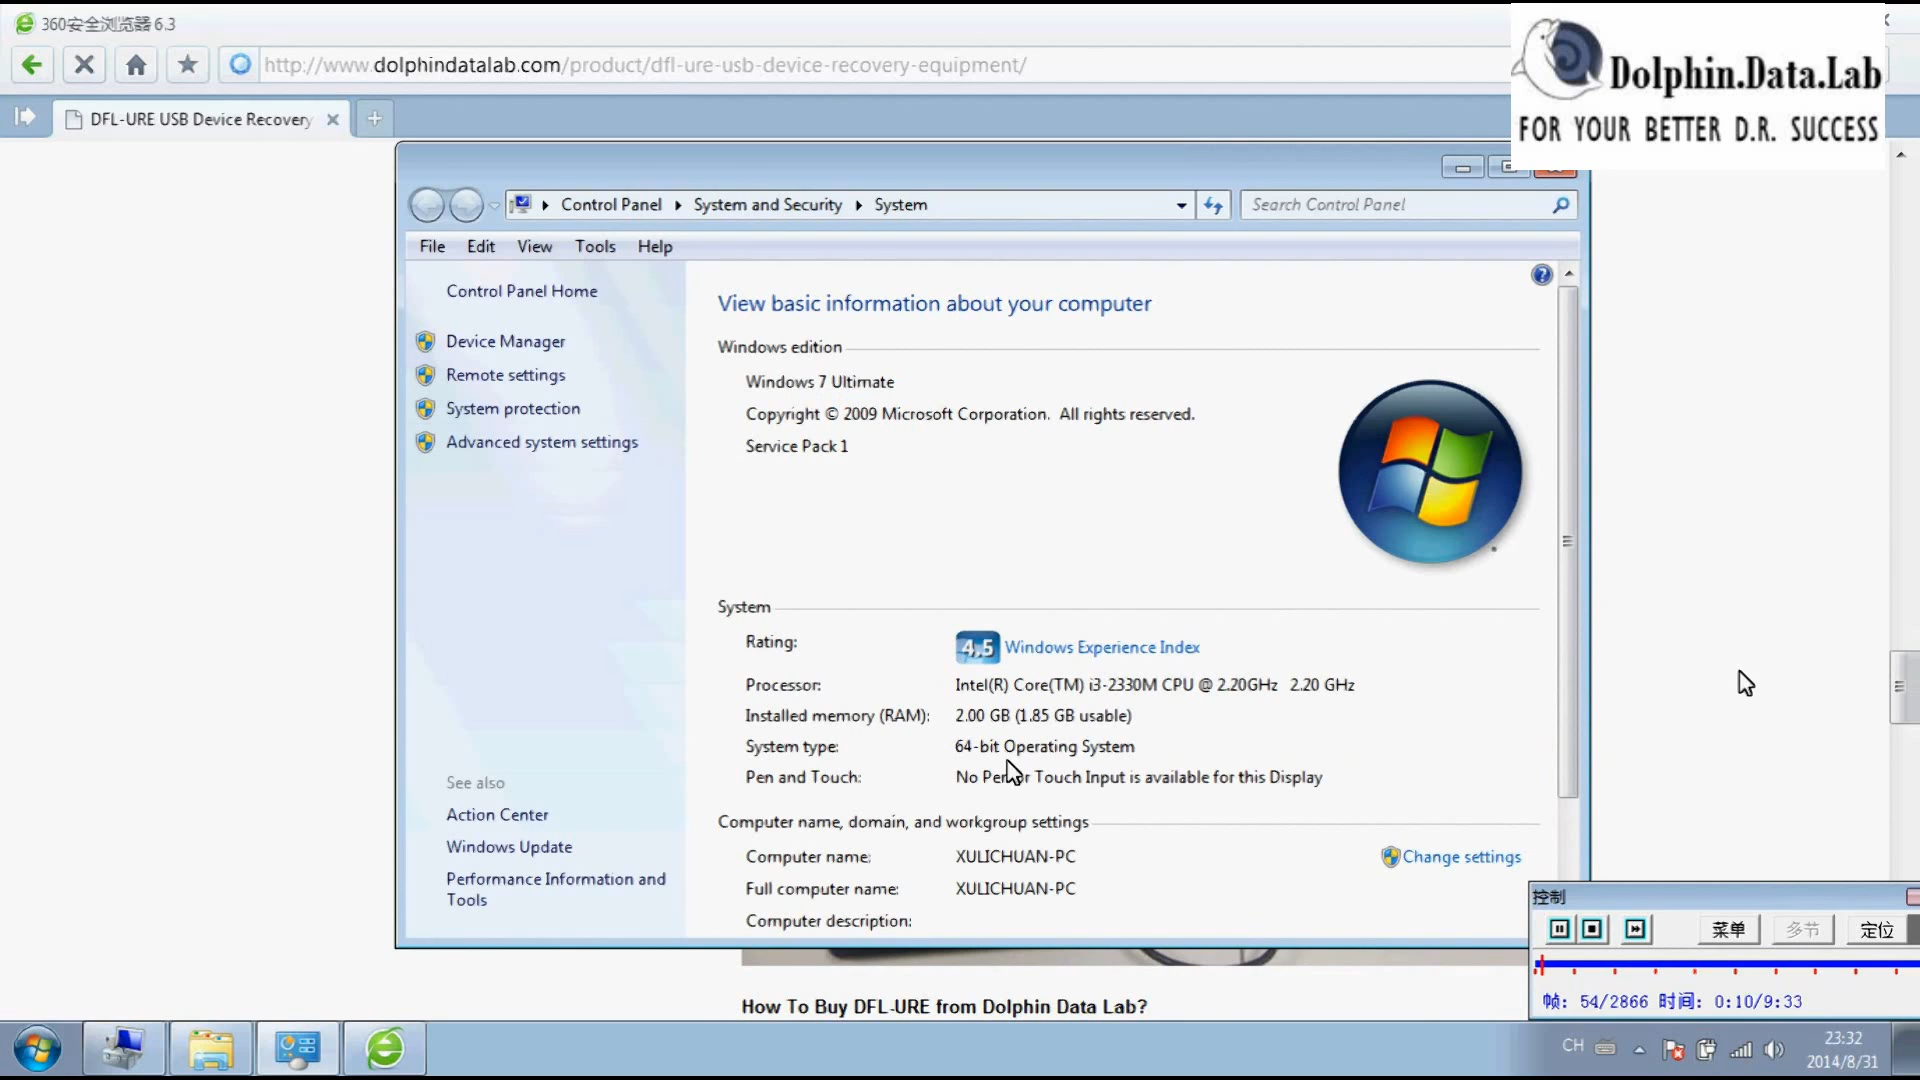 360安全浏览器 6.3
http://www.dolphindatalab.com/product/dfl-ure-usb-device-recovery-equipment/
DFL-URE USB Device Recovery
Dolphin.Data.Lab
FOR YOUR BETTER D.R. SUCCESS
Control Panel System and Security System
Search Control Panel
File Edit View Tools Help
Control Panel Home
Device Manager
Remote settings
System protection
Advanced system settings
See also
Action Center
Windows Update
Performance Information and
Tools
View basic information about your computer
Windows edition
Windows 7 Ultimate
Copyright © 2009 Microsoft Corporation. All rights reserved.
Service Pack 1
System
Rating: 4,5 Windows Experience Index
Processor: Intel(R) Core(TM) i3-2330M CPU @ 2.20GHz 2.20 GHz
Installed memory (RAM): 2.00 GB (1.85 GB usable)
System type: 64-bit Operating System
Pen and Touch: No Pen or Touch Input is available for this Display
Computer name, domain, and workgroup settings
Computer name: XULICHUAN-PC
Change settings
Full computer name: XULICHUAN-PC
Computer description:
控制
菜单 多节 定位
帧: 54/2866 时间: 0:10/9:33
How To Buy DFL-URE from Dolphin Data Lab?
CH
23:32
2014/8/31